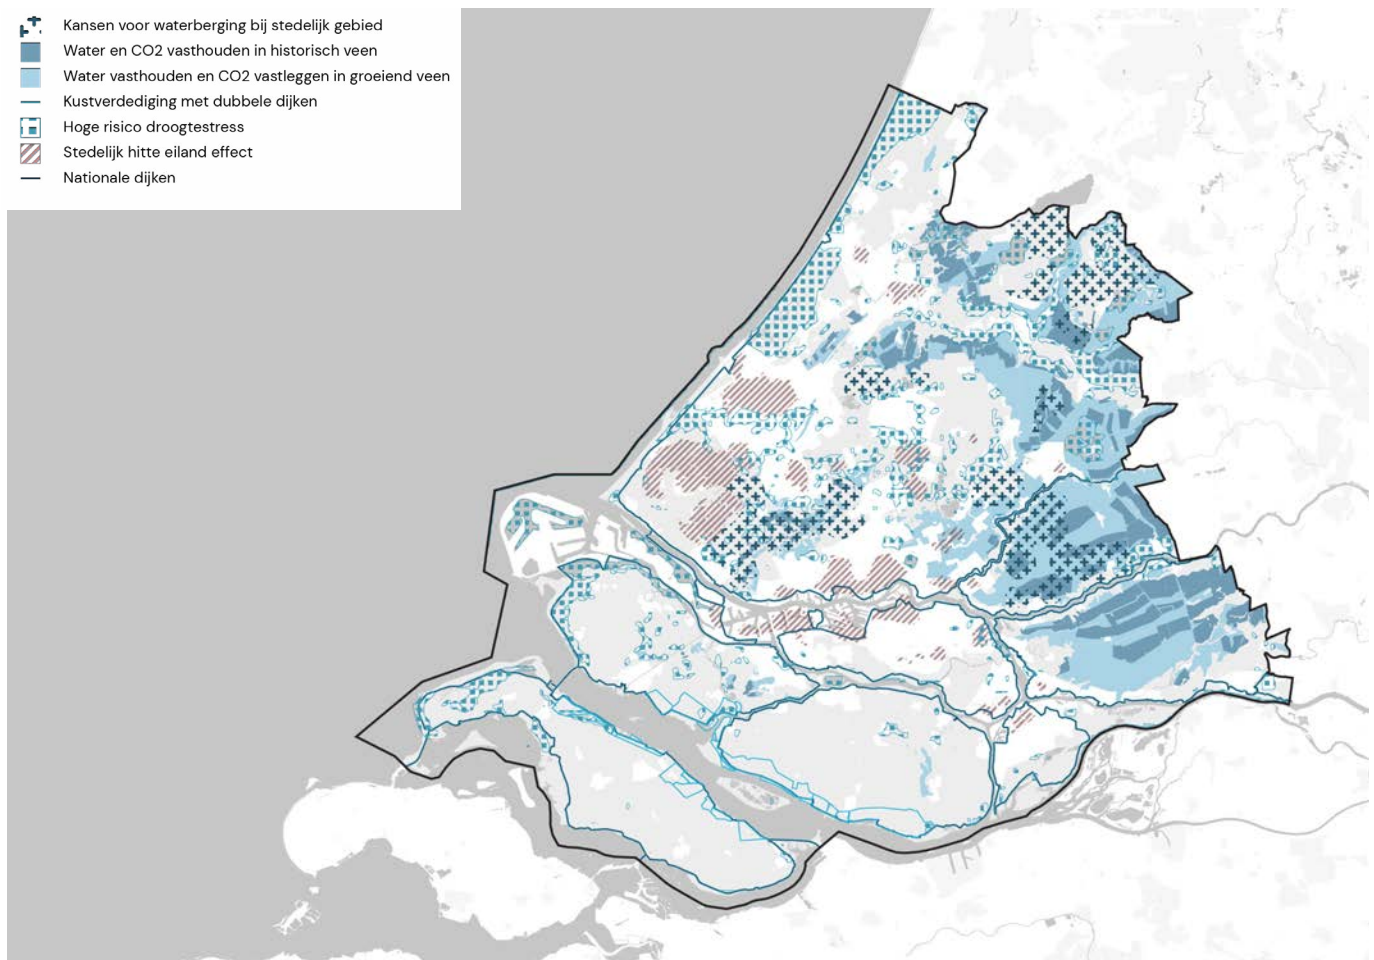 Kansen voor waterberging bij stedelijk gebied
Water en CO2 vasthouden in historisch veen
Water vasthouden en CO2 vastleggen in groeiend veen
Kustverdediging met dubbele dijken
Hoge risico droogtestress
Stedelijk hitte eiland effect
Nationale dijken